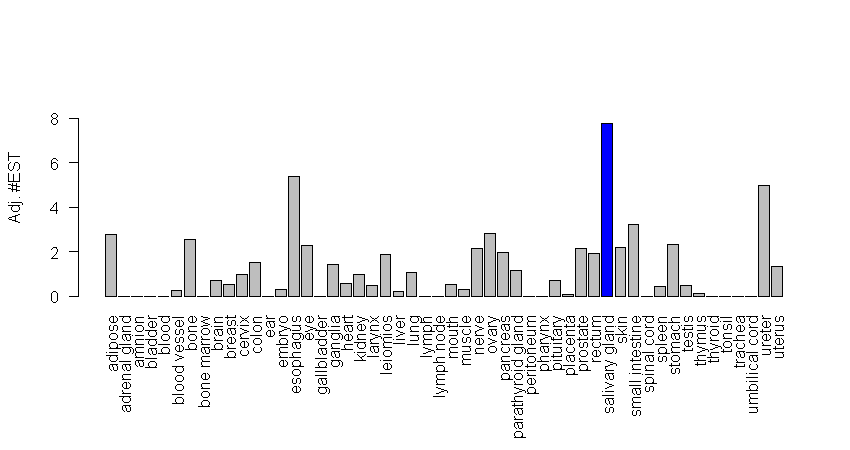 Adj. #EST
8
6
4
2
0
adipose
adrenal gland
amnion
bladder
blood
blood vessel
bone
bone marrow
brain
breast
cervix
colon
ear
embryo
esophagus
eye
gallbladder
ganglia
heart
kidney
larynx
leiomios
liver
lung
lymph
lymph node
mouth
muscle
nerve
ovary
pancreas
parathyroid gland
peritoneum
pharynx
pituitary
placenta
prostate
rectum
salivary gland
skin
small intestine
spinal cord
spleen
stomach
testis
thymus
thyroid
tonsil
trachea
umbilical cord
ureter
uterus